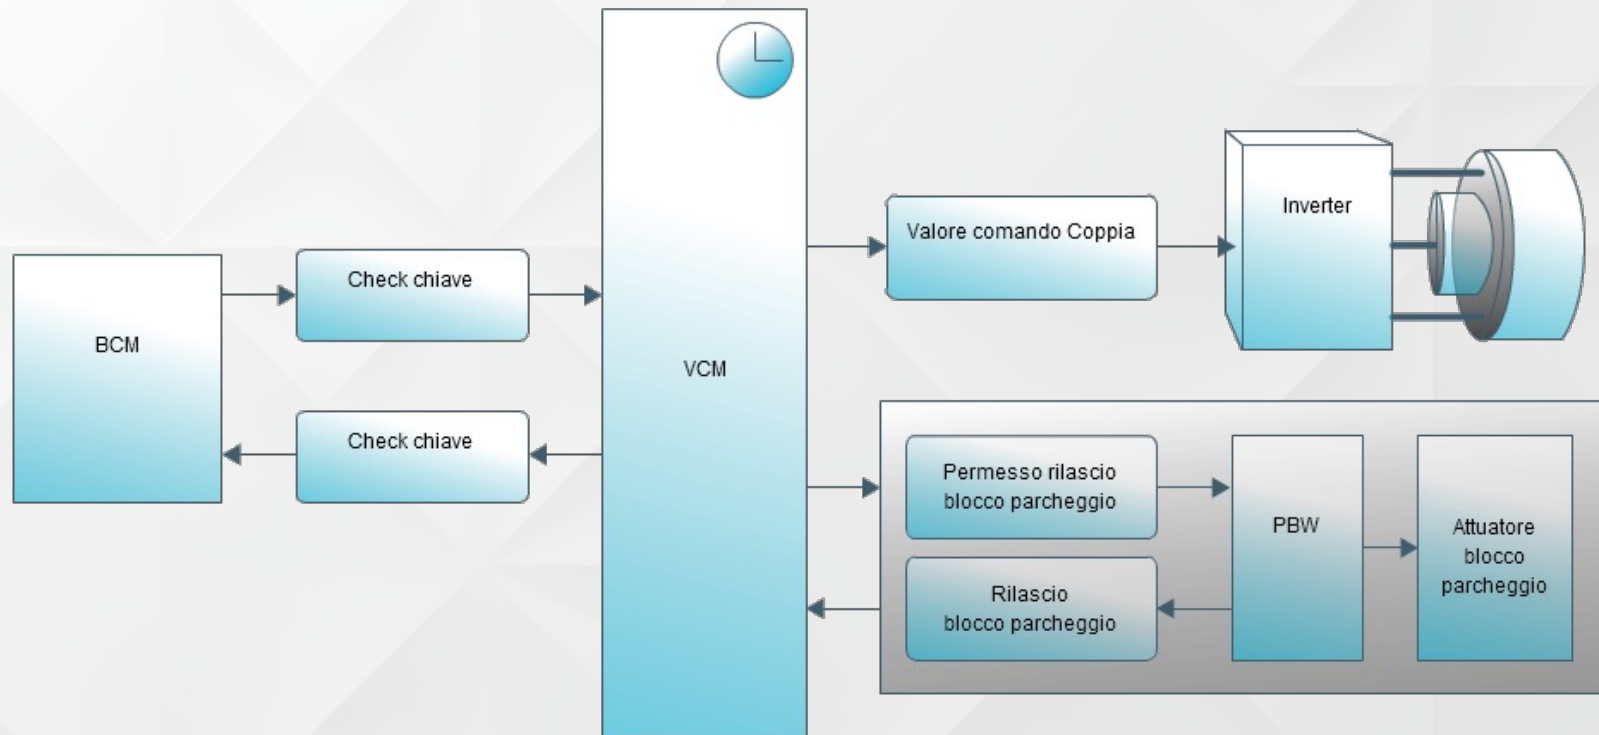 BCM
Check chiave
Check chiave
VCM
Valore comando Coppia
Inverter
Permesso rilascio
blocco parcheggio
Rilascio
blocco parcheggio
PBW
Attuatore
blocco
parcheggio